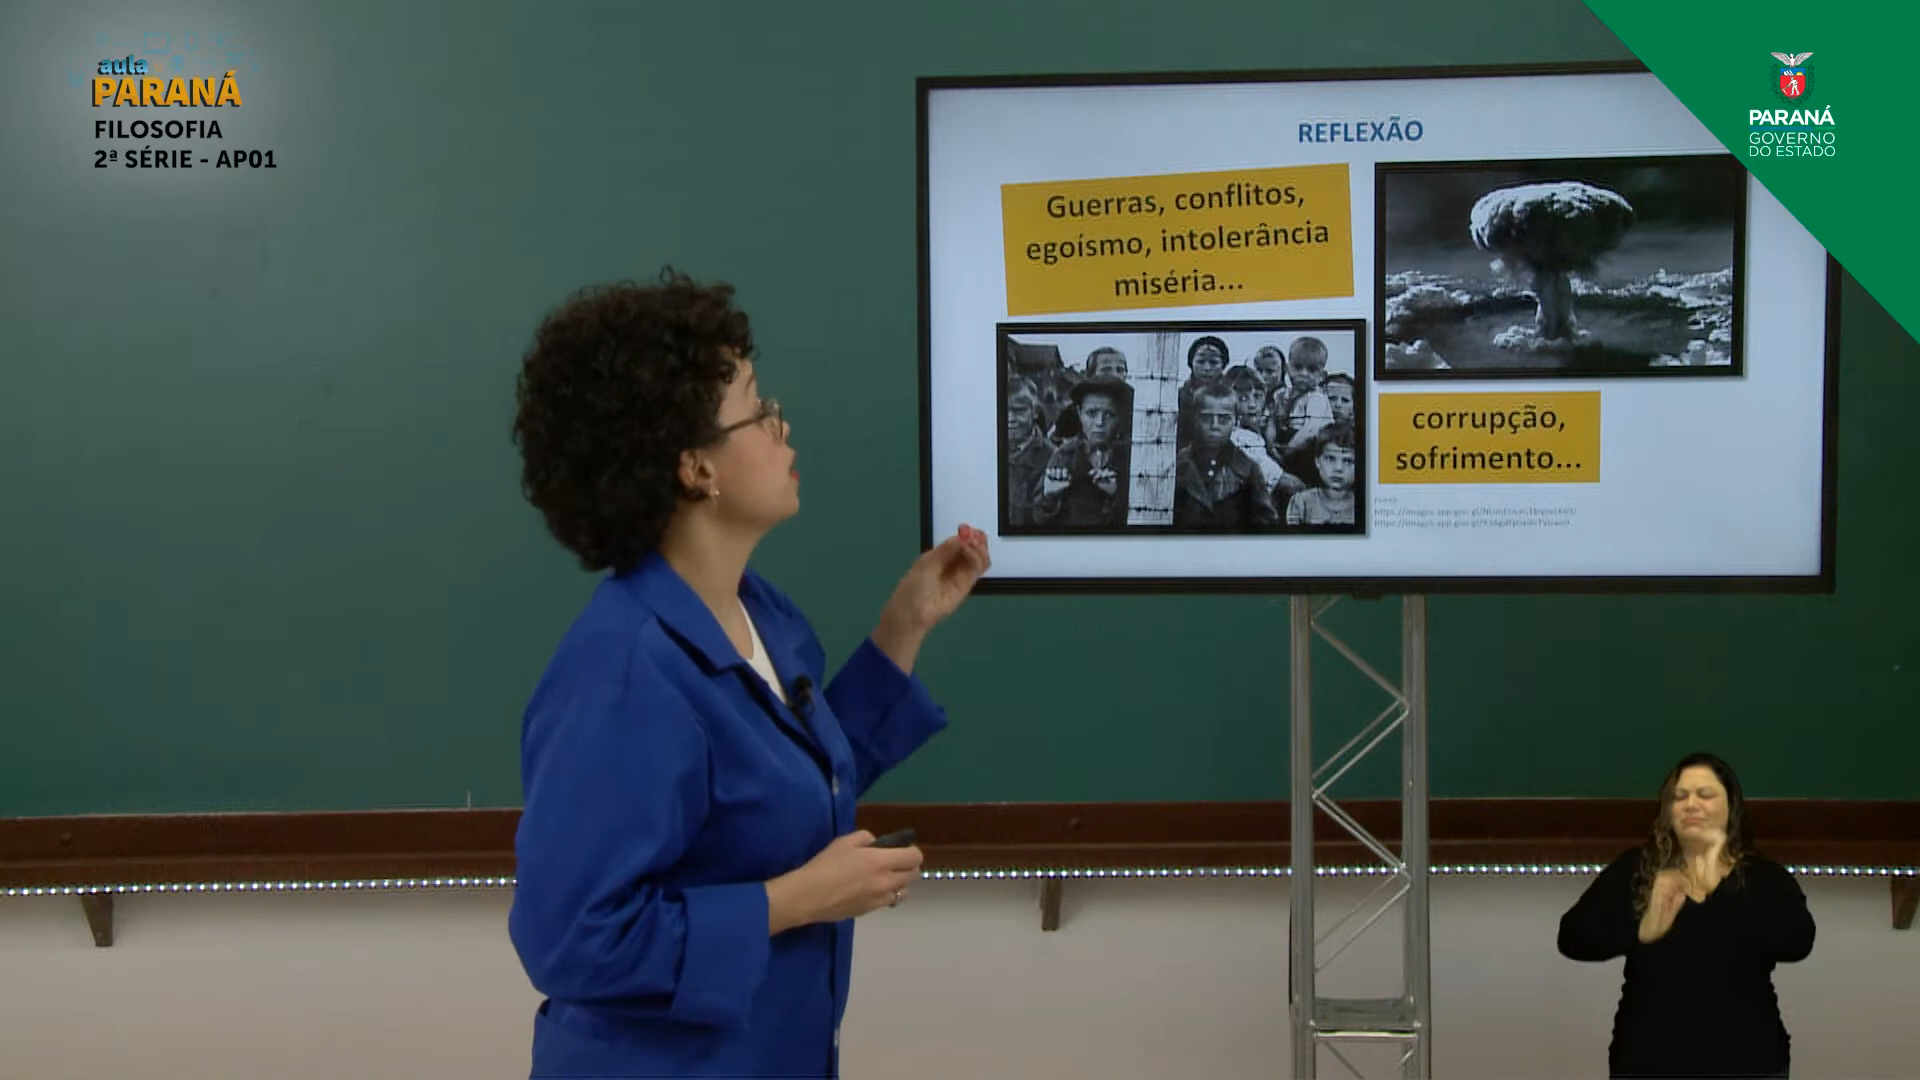 aula
PARANÁ
FILOSOFIA
2ª SÉRIE - AP01
PARANÁ
GOVERNO
DO ESTADO
REFLEXÃO
Guerras, conflitos,
egoísmo, intolerância
miséria...
corrupção,
sofrimento...